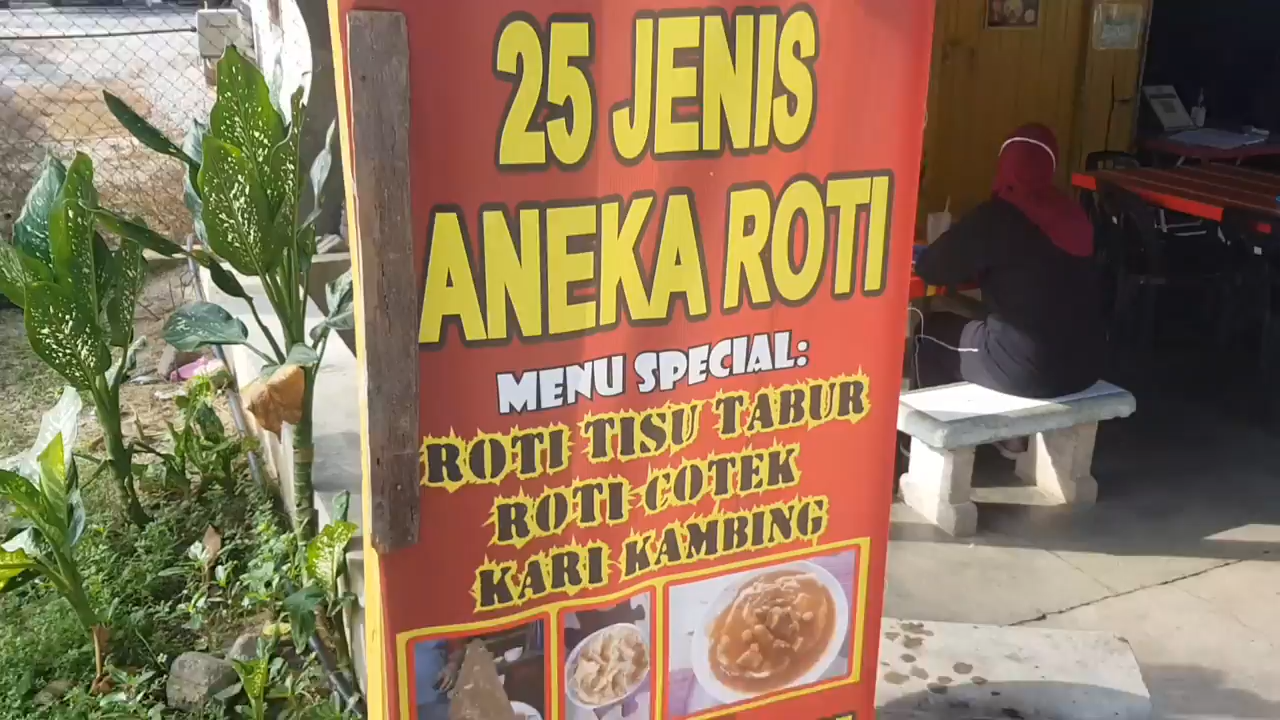 25 JENIS
ANEKA ROTI
MENU SPECIAL:
ROTI TISU TABUR
ROTI COTEK
KARI KAMBING